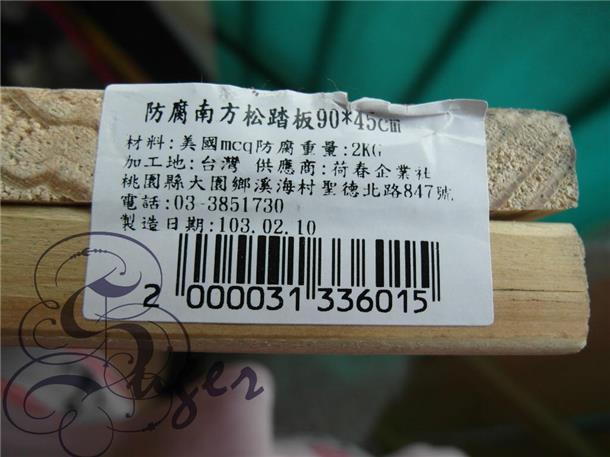 防腐南方松踏板90*45cm
材料:美國mcq防腐重量:2KG
加工地:台灣 供應商:荷春企業社
桃園縣大園鄉溪海村聖德北路847號
電話:03-3851730
製造日期:103.02.10
2 000031 336015
Suger